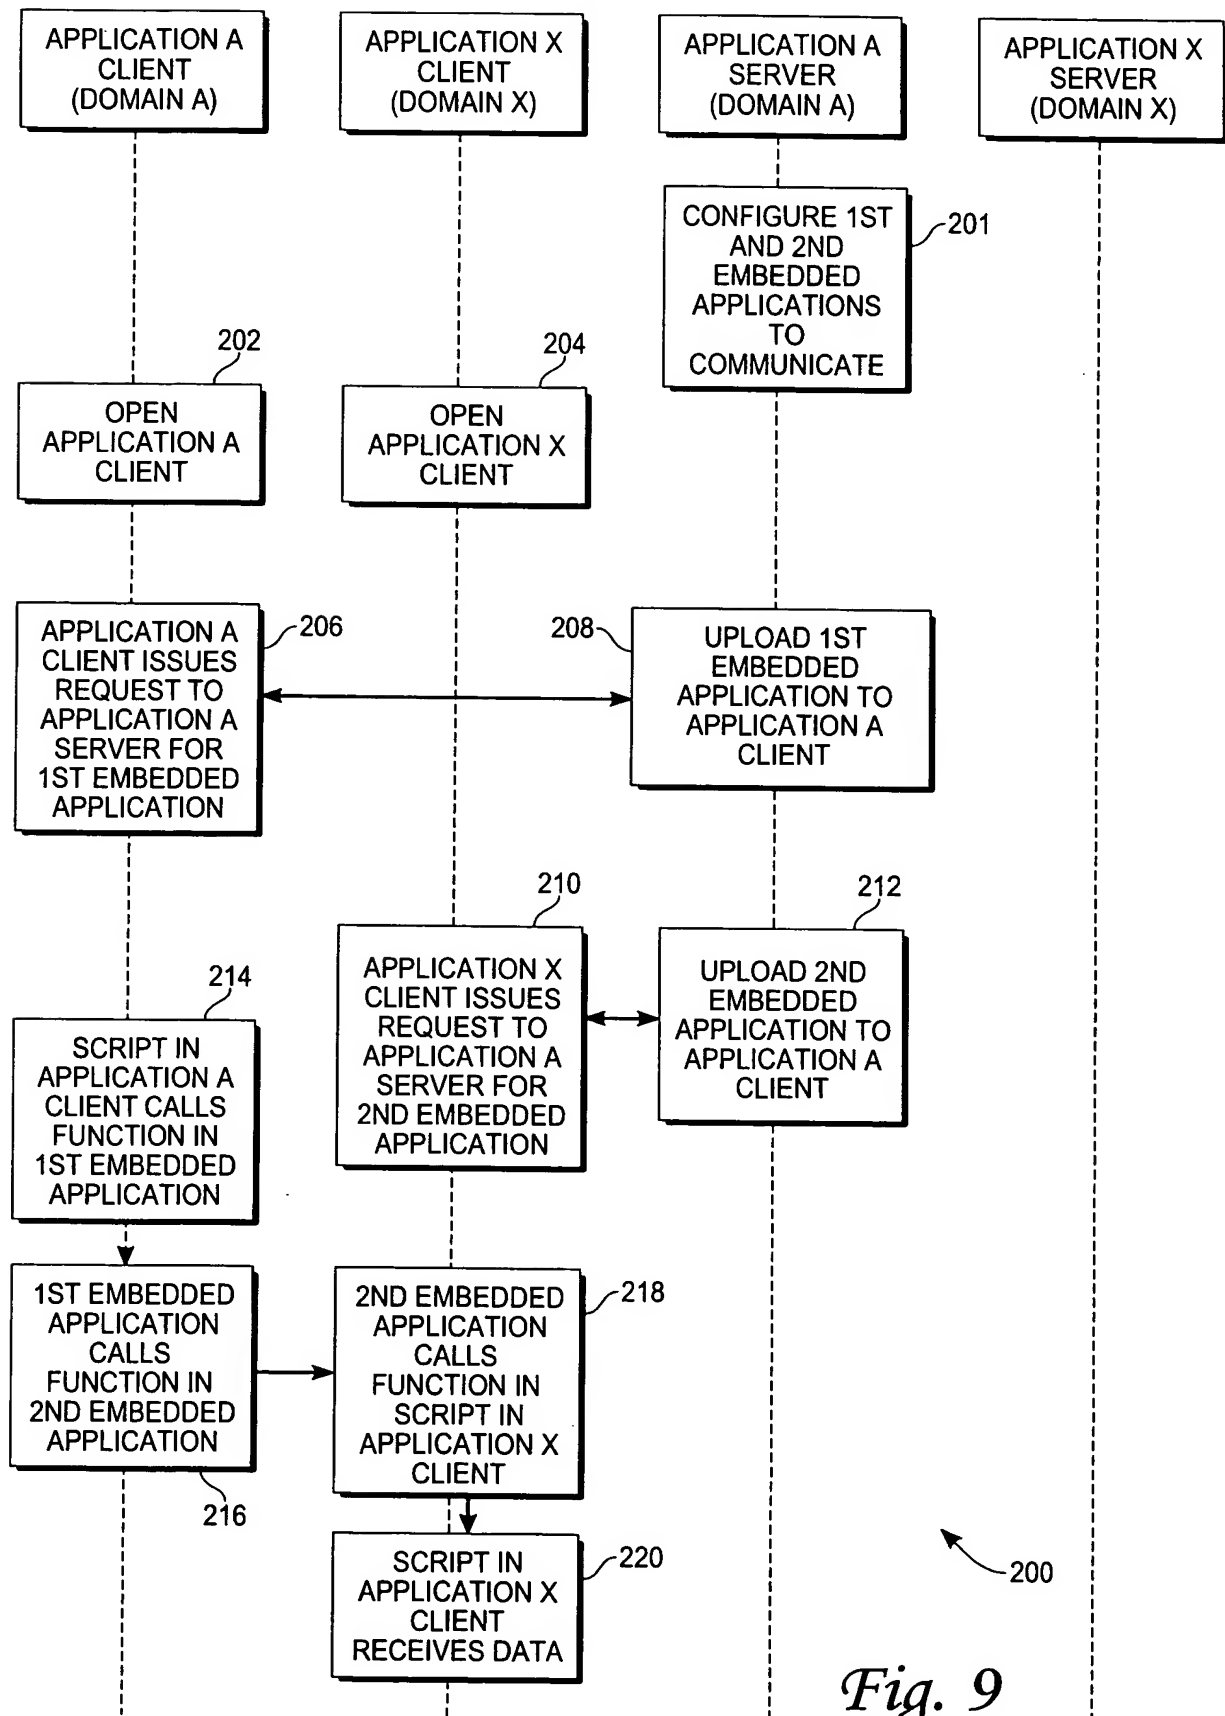 APPLICATION A
CLIENT
(DOMAIN A)
APPLICATION X
CLIENT
(DOMAIN X)
APPLICATION A
SERVER
(DOMAIN A)
APPLICATION X
SERVER
(DOMAIN X)
CONFIGURE 1ST
AND 2ND
EMBEDDED
APPLICATIONS
TO
COMMUNICATE
201
202
OPEN
APPLICATION A
CLIENT
204
OPEN
APPLICATION X
CLIENT
APPLICATION A
CLIENT ISSUES
REQUEST TO
APPLICATION A
SERVER FOR
1ST EMBEDDED
APPLICATION
206
208
UPLOAD 1ST
EMBEDDED
APPLICATION TO
APPLICATION A
CLIENT
210
APPLICATION X
CLIENT ISSUES
REQUEST TO
APPLICATION A
SERVER FOR
2ND EMBEDDED
APPLICATION
212
UPLOAD 2ND
EMBEDDED
APPLICATION TO
APPLICATION A
CLIENT
214
SCRIPT IN
APPLICATION A
CLIENT CALLS
FUNCTION IN
1ST EMBEDDED
APPLICATION
1ST EMBEDDED
APPLICATION
CALLS
FUNCTION IN
2ND EMBEDDED
APPLICATION
216
2ND EMBEDDED
APPLICATION
CALLS
FUNCTION IN
SCRIPT IN
APPLICATION X
CLIENT
218
SCRIPT IN
APPLICATION X
CLIENT
RECEIVES DATA
220
200
Fig. 9